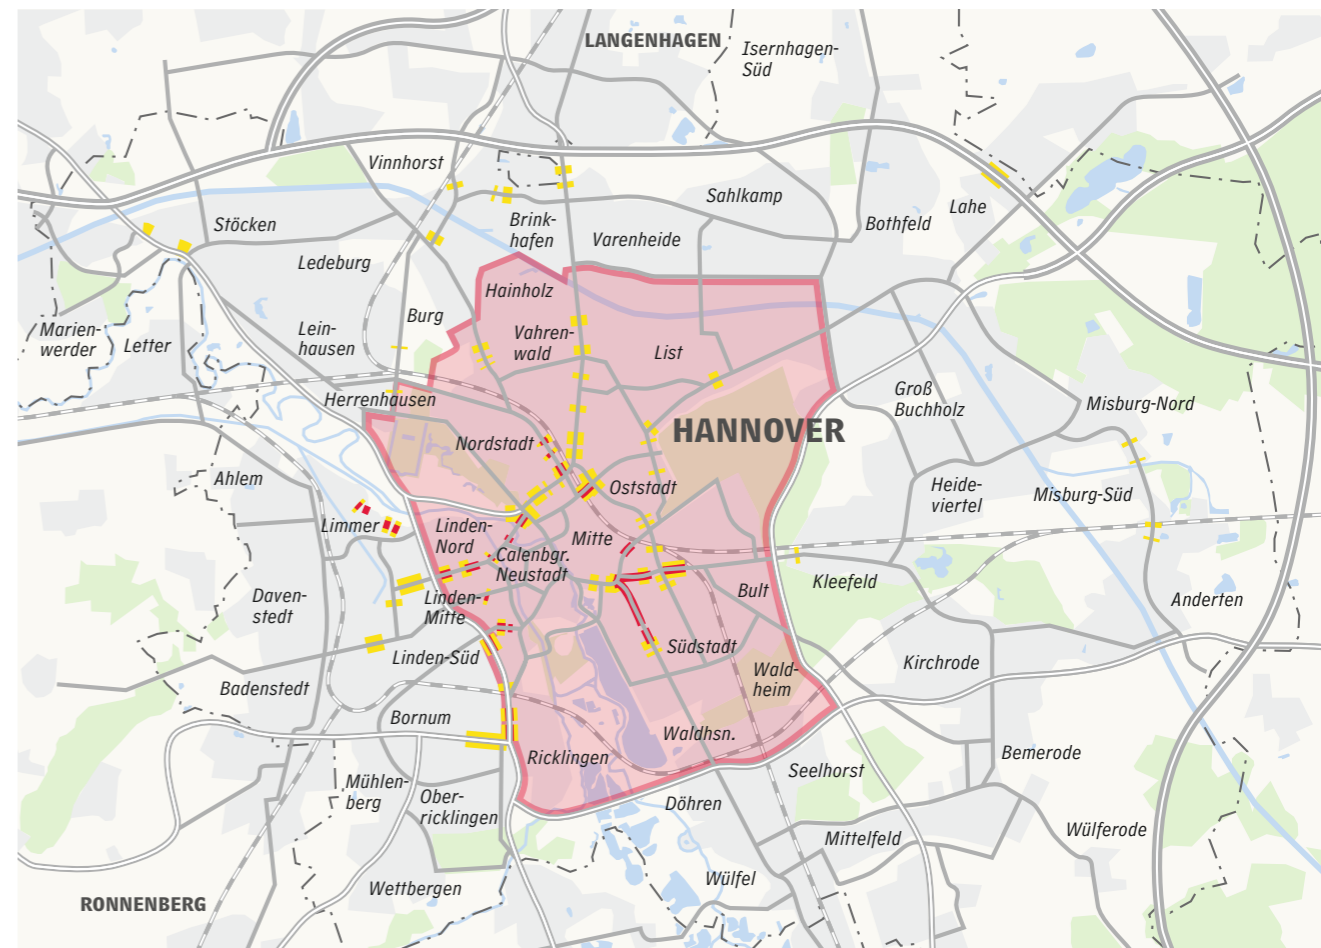 LANGENHAGEN
Isernhagen-
Süd
Vinnhorst
Sahlkamp
Lahe
Bothfeld
Stöcken
Brink-
hafen
Varenheide
Ledeburg
Hainholz
Burg
Marien-
werder
Letter
Lein-
hausen
Vahren-
wald
List
Herrenhausen
Groß
Buchholz
Misburg-Nord
HANNOVER
Nordstadt
Ahlem
Oststadt
Heide-
viertel
Misburg-Süd
Limmer
Linden-
Nord
Mitte
Calenbgr.
Neustadt
Kleefeld
Bult
Daven-
stedt
Linden-
Mitte
Anderten
Südstadt
Linden-Süd
Kirchrode
Wald-
heim
Badenstedt
Bornum
Waldhsn.
Ricklingen
Bemerode
Seelhorst
Mühlen-
berg
Ober-
ricklingen
Döhren
Mittelfeld
Wülferode
Wettbergen
Wülfel
RONNENBERG